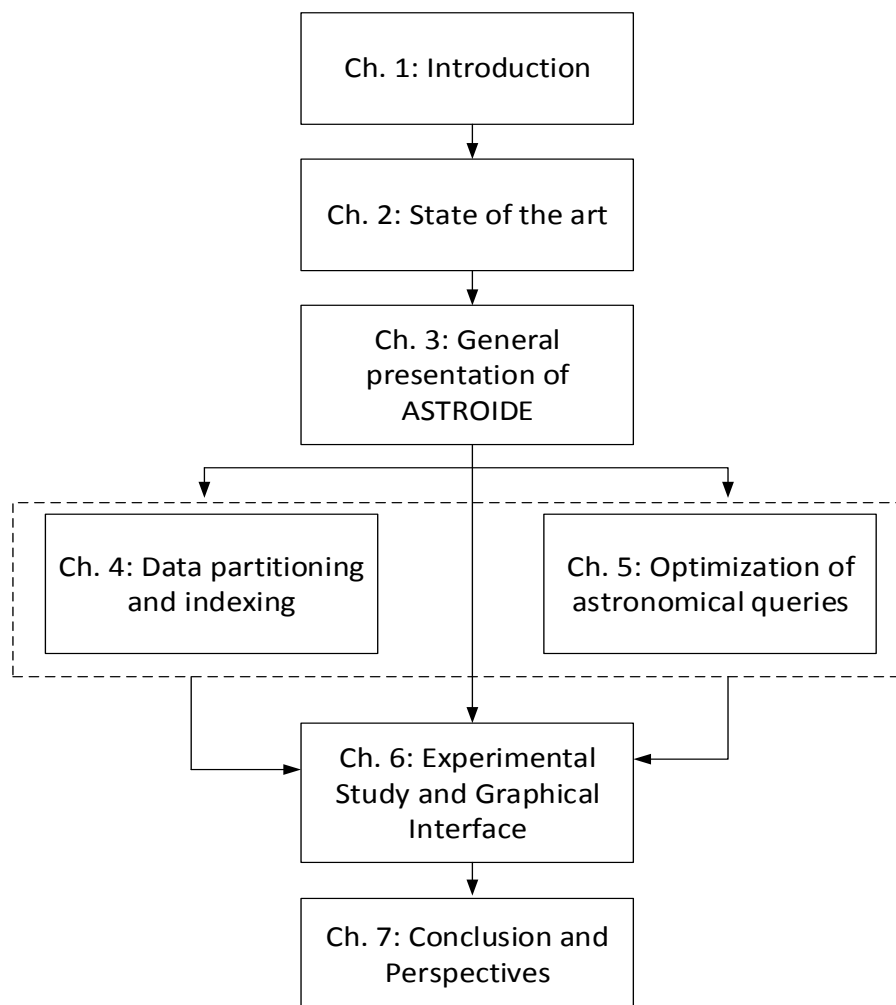 Ch. 1: Introduction
Ch. 2: State of the art
Ch. 3: General
presentation of
ASTROIDE
Ch. 4: Data partitioning
and indexing
Ch. 5: Optimization of
astronomical queries
Ch. 6: Experimental
Study and Graphical
Interface
Ch. 7: Conclusion and
Perspectives